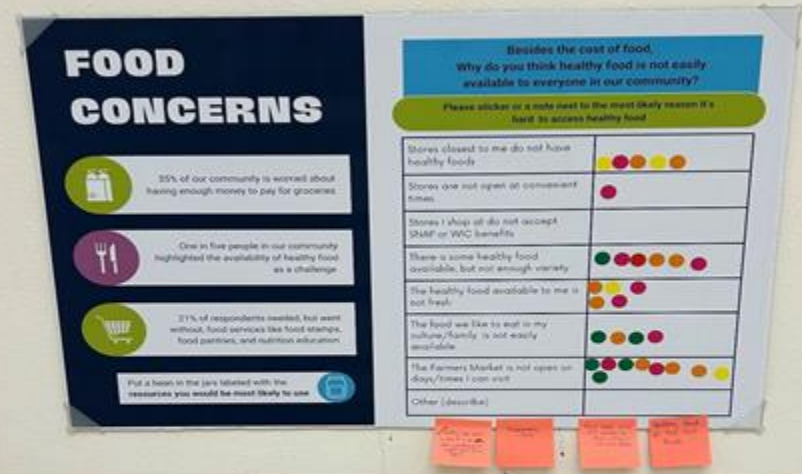 FOOD
CONCERNS
35% of our community is worried about
having enough money to pay for groceries
One in five people in our community
highlighted the availability of healthy food
as a challenge
21% of respondents needed, but went
without, food services like food stamps,
food pantries, and nutrition education
Put a bean in the jars labeled with the
resources you would be most likely to use
Besides the cost of food,
Why do you think healthy food is not easily
available to everyone in our community?
Please sticker or a note next to the most likely reason it's
hard to access healthy food
Stores closest to me do not have
healthy foods
Stores are not open at convenient
times
Stores I shop at do not accept
SNAP or WIC benefits
There is some healthy food
available, but not enough variety
The healthy food available to me is
not fresh
The food we like to eat in my
culture/family is not easily
available
The Farmers Market is not open on
days/times I can visit
Other (describe)